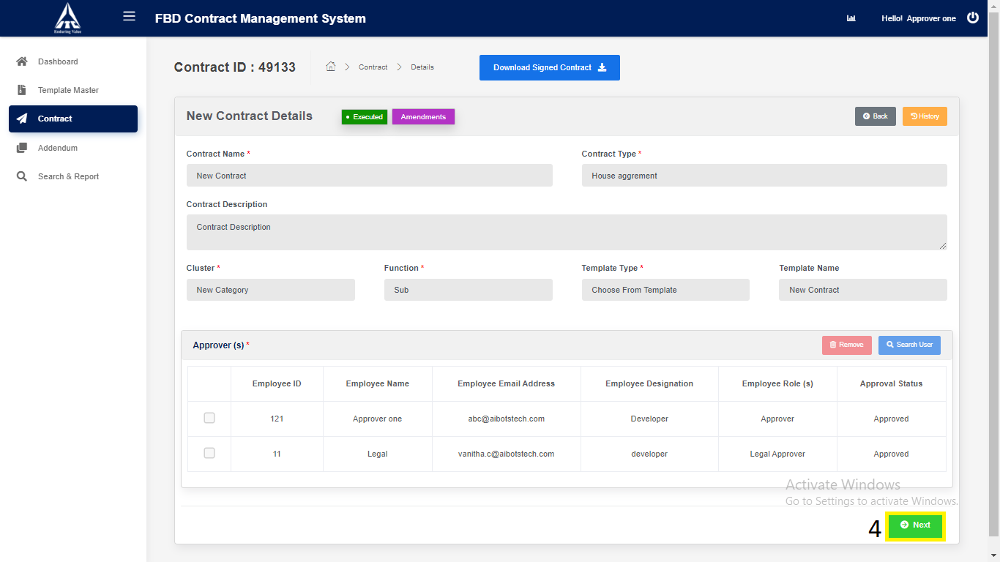 FBD Contract Management System
Hello! Approver one
ITC
Enduring Value
Dashboard
Template Master
Contract
Addendum
Search & Report
Contract ID : 49133
Contract
Details
Download Signed Contract
New Contract Details
• Executed
Amendments
Back
History
Contract Name *
Contract Type *
New Contract
House aggrement
Contract Description
Contract Description
Cluster *
Function *
Template Type *
Template Name
New Category
Sub
Choose From Template
New Contract
Approver (s) *
Remove
Search User
Employee ID Employee Name Employee Email Address Employee Designation Employee Role (s) Approval Status
121 Approver one abc@aibotstech.com Developer Approver Approved
11 Legal vanitha.c@aibotstech.com developer Legal Approver Approved
Activate Windows
Go to Settings to activate Windows.
4
Next